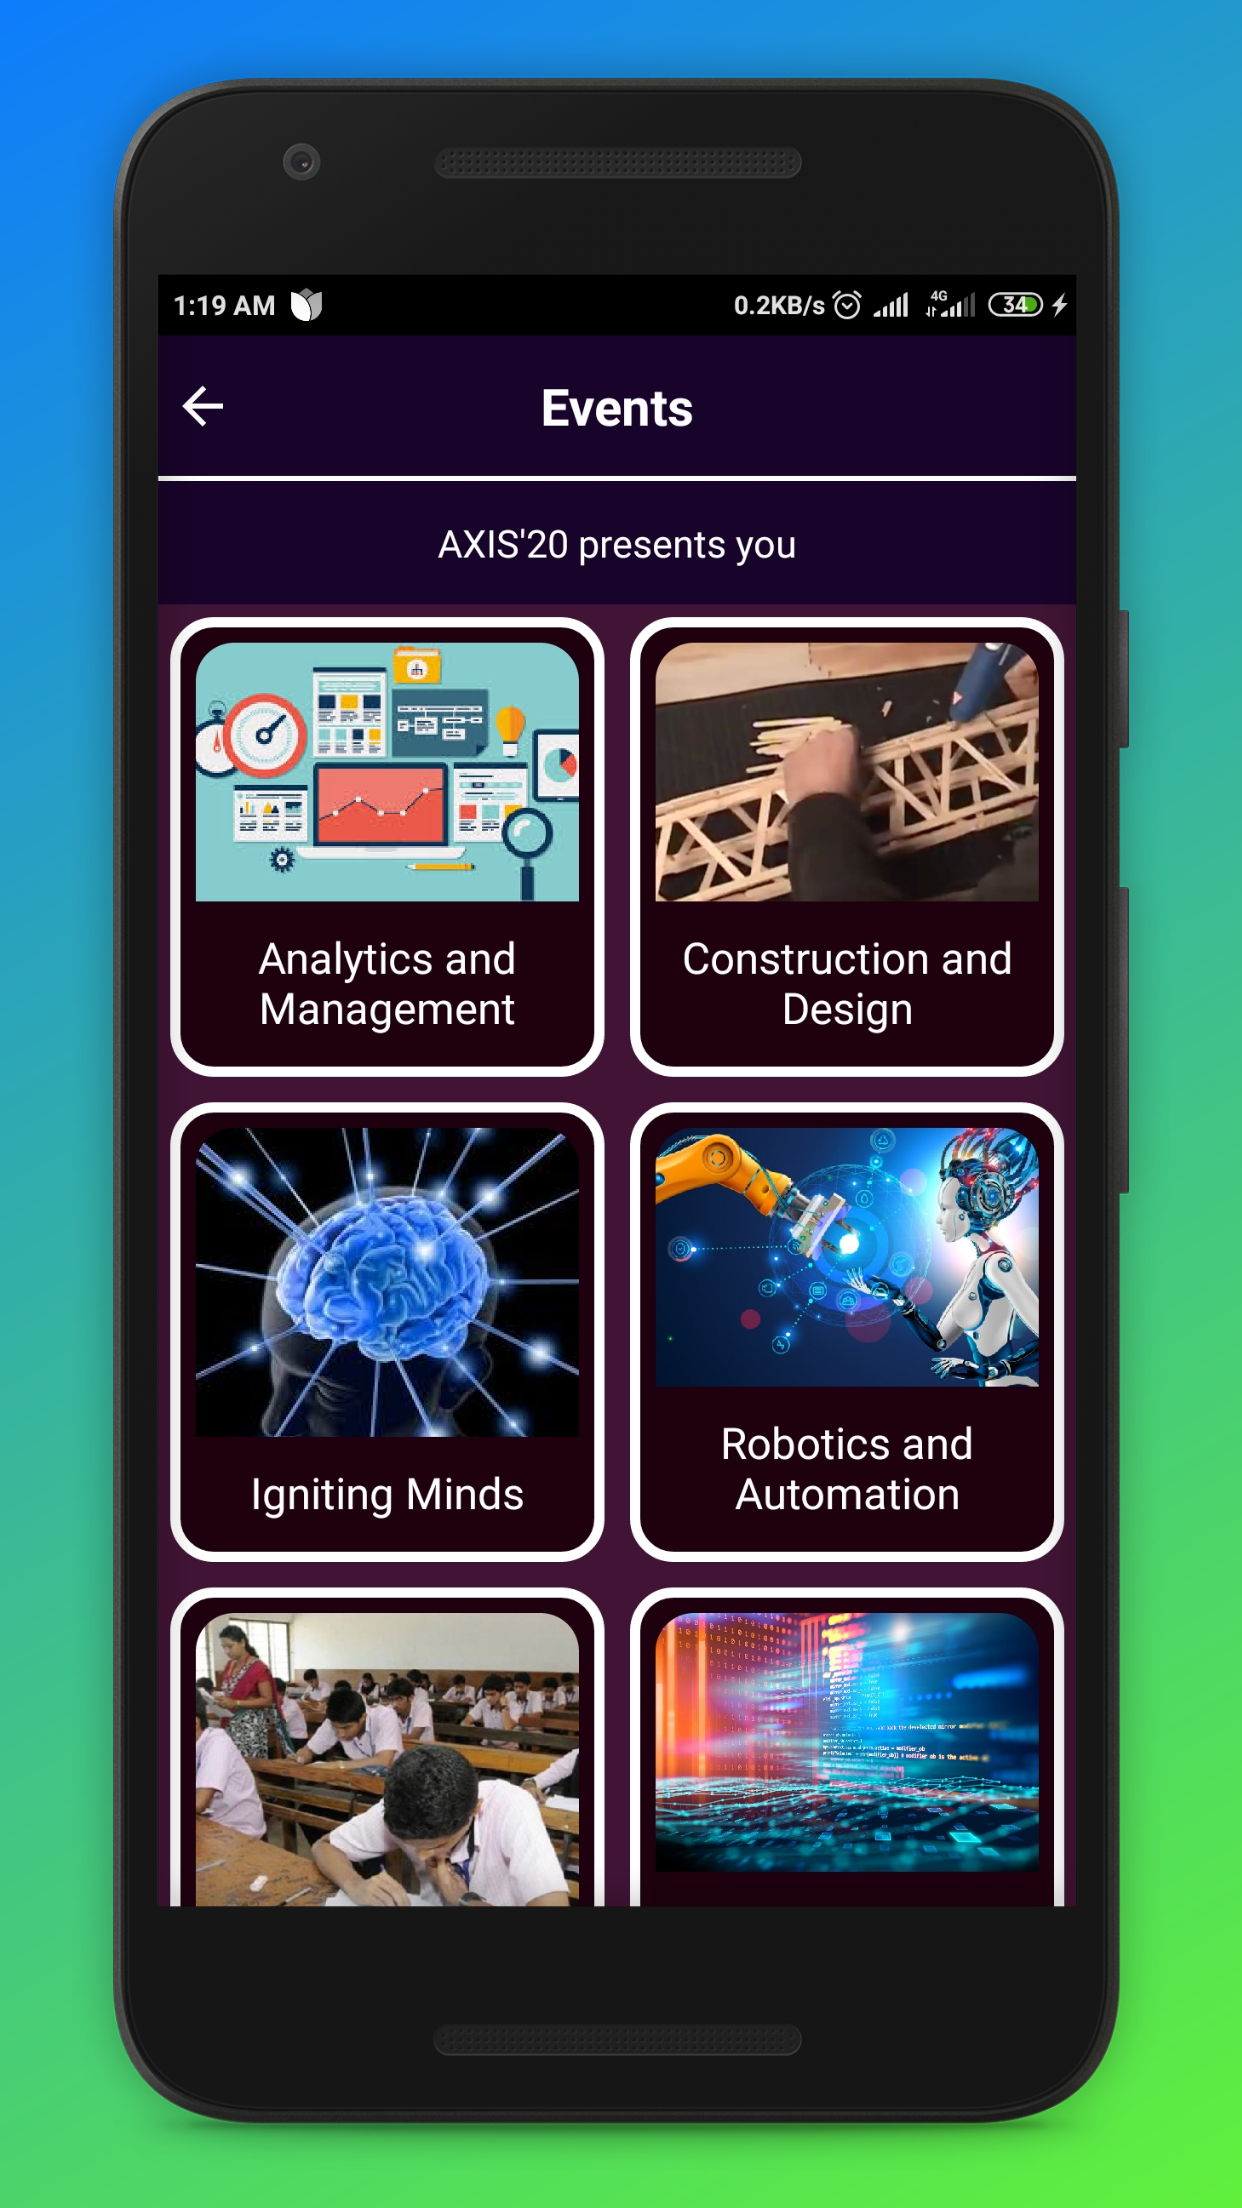 1:19 AM
0.2KB/s
4G
34
Events
AXIS'20 presents you
Analytics and
Management
Construction and
Design
Igniting Minds
Robotics and
Automation